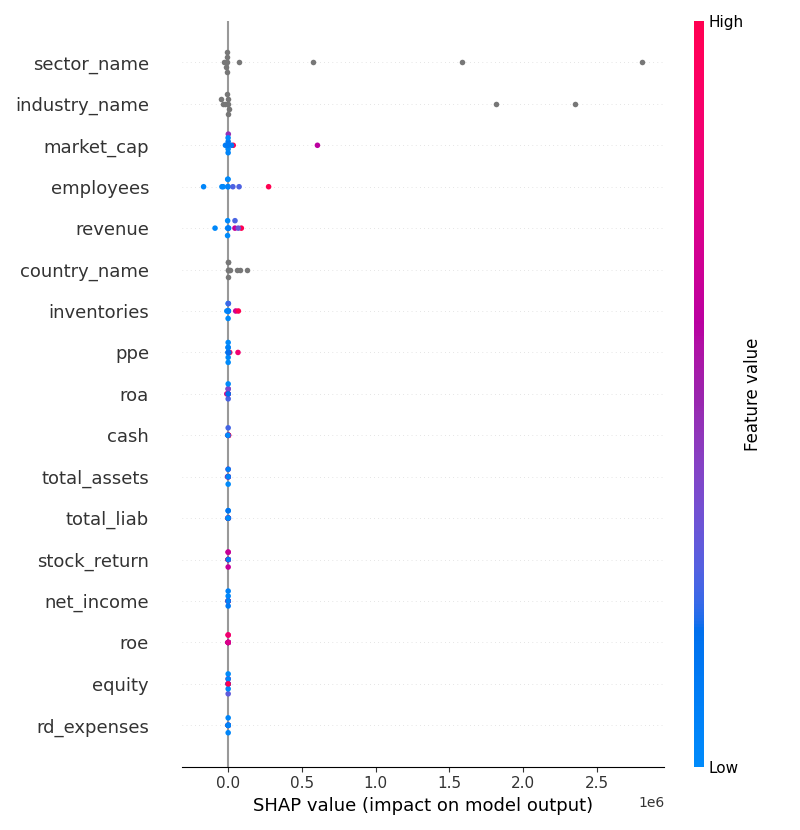 High
sector_name
industry_name
market_cap
employees
revenue
country_name
inventories
ppe
roa
cash
total_assets
total_liab
stock_return
net_income
roe
equity
rd_expenses
Feature value
Low
0.0 0.5 1.0 1.5 2.0 2.5
1e6
SHAP value (impact on model output)